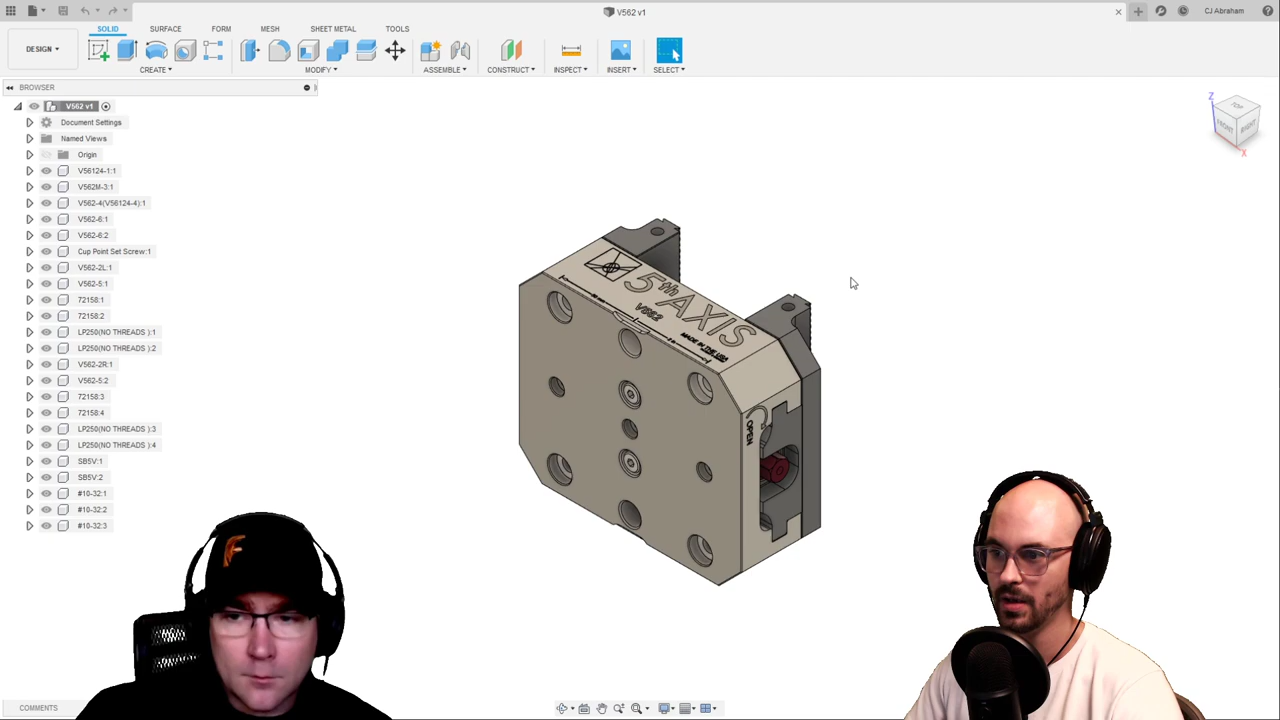 V562 v1
CJ Abraham
SOLID SURFACE FORM MESH SHEET METAL TOOLS
DESIGN
CREATE MODIFY ASSEMBLE CONSTRUCT INSPECT INSERT SELECT
BROWSER
V562 v1
Document Settings
Named Views
Origin
V56124-1:1
V562M-3:1
V562-4(V56124-4):1
V562-6:1
V562-6:2
Cup Point Set Screw:1
V562-2L:1
V562-5:1
72158:1
72158:2
LP250(NO THREADS ):1
LP250(NO THREADS ):2
V562-2R:1
V562-5:2
72158:3
72158:4
LP250(NO THREADS ):3
LP250(NO THREADS ):4
SB5V:1
SB5V:2
#10-32:1
#10-32:2
#10-32:3
Z
TOP
FRONT
RIGHT
X
5th AXIS
V562
MADE IN THE USA
OPEN
F
COMMENTS